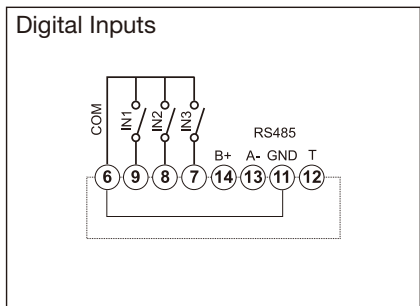 Digital Inputs
COM
IN1
IN2
IN3
RS485
B+ A- GND T
6 9 8 7 14 13 11 12